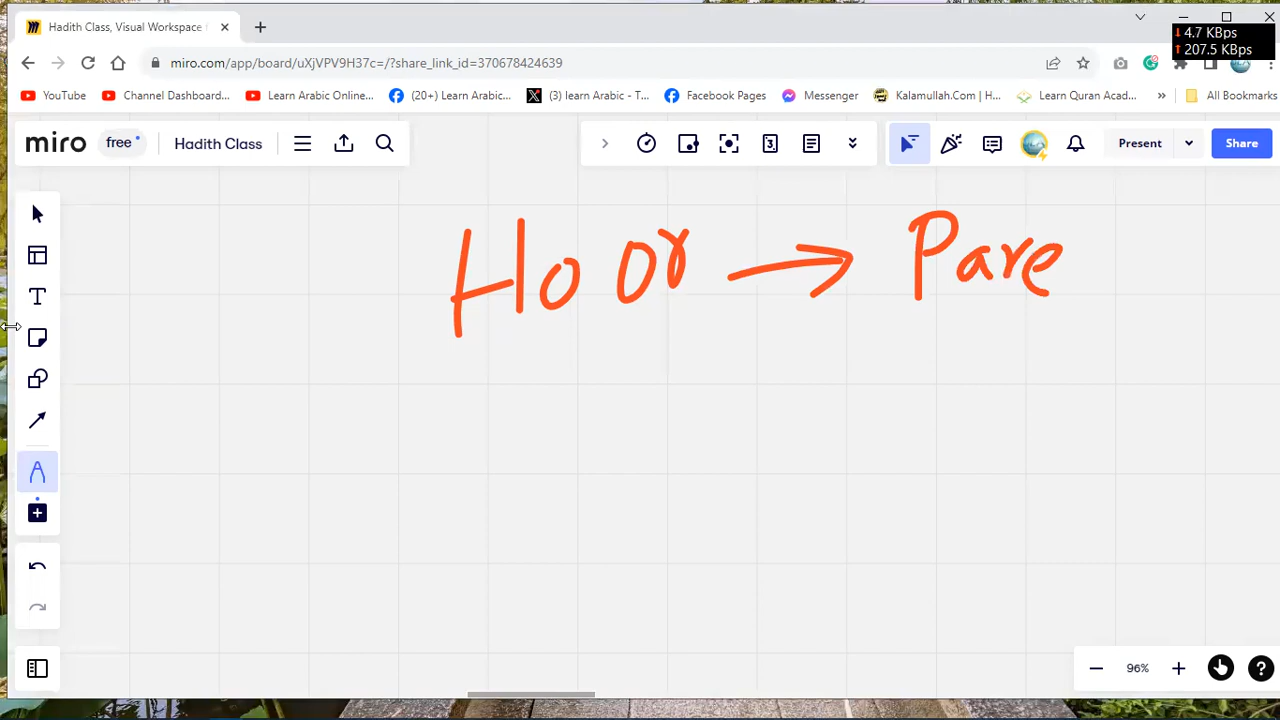 Hadith Class, Visual Workspace f
4.7 KBps
207.5 KBps
miro.com/app/board/uXjVPV9H37c=/?share_link_id=370678424639
YouTube Channel Dashboard... Learn Arabic Onlin... (20+) Learn Arabic... (3) learn Arabic - T... Facebook Pages Messenger Kalamullah.Com | H... Learn Quran Acad... » All Bookmarks
miro free Hadith Class Present Share
Hoor → Pare
96%